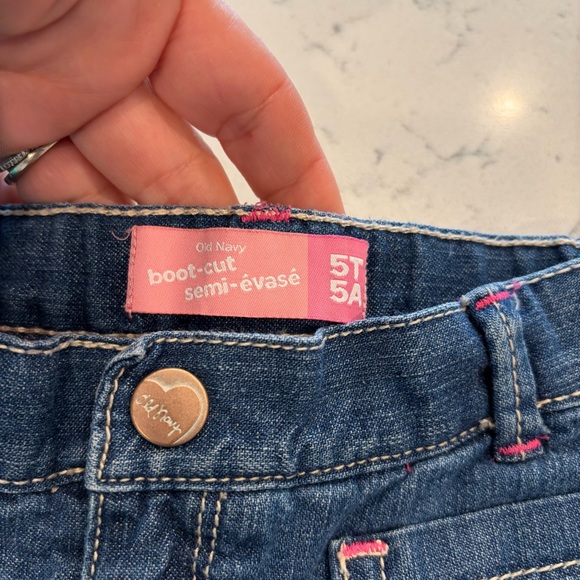 Old Navy
boot-cut
semi-évasé
5T
5A
Old Navy